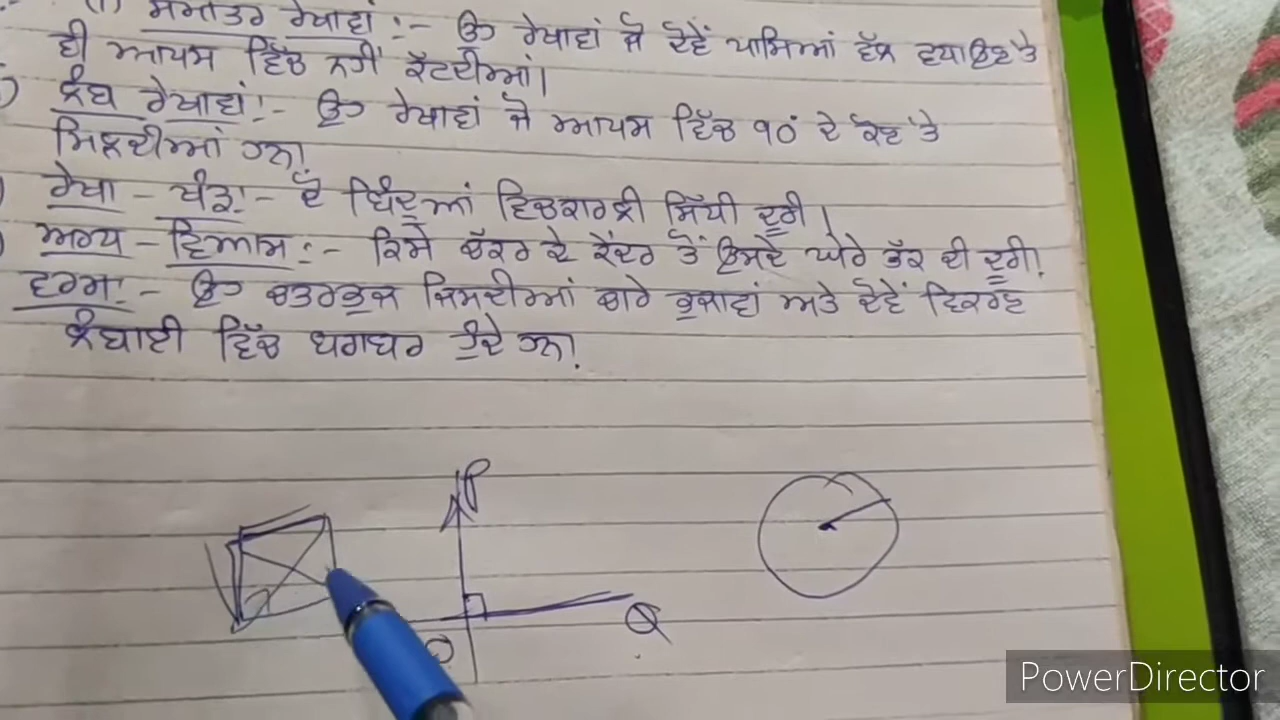 (i) ਸਮਾਂਤਰ ਰੇਖਾਵਾਂ :- ਉਹ ਰੇਖਾਵਾਂ ਜੋ ਦੋਵੇਂ ਪਾਸਿਆਂ ਵੱਲ ਵਧਾਉਣ 'ਤੇ
ਵੀ ਆਪਸ ਵਿੱਚ ਨਹੀਂ ਕੱਟਦੀਆਂ।
ਲੰਬ ਰੇਖਾਵਾਂ :- ਉਹ ਰੇਖਾਵਾਂ ਜੋ ਆਪਸ ਵਿੱਚ 90° ਦੇ ਕੋਣ 'ਤੇ
ਮਿਲਦੀਆਂ ਹਨ।
ਰੇਖਾ - ਖੰਡ :- ਦੋ ਬਿੰਦੂਆਂ ਵਿਚਕਾਰਲੀ ਸਿੱਧੀ ਦੂਰੀ।
ਅਰਧ - ਵਿਆਸ :- ਕਿਸੇ ਚੱਕਰ ਦੇ ਕੇਂਦਰ ਤੋਂ ਉਸਦੇ ਘੇਰੇ ਤੱਕ ਦੀ ਦੂਰੀ।
ਵਰਗ :- ਉਹ ਚਤੁਰਭੁਜ ਜਿਸਦੀਆਂ ਚਾਰੇ ਭੁਜਾਵਾਂ ਅਤੇ ਦੋਵੇਂ ਵਿਕਰਣ
ਲੰਬਾਈ ਵਿੱਚ ਬਰਾਬਰ ਹੁੰਦੇ ਹਨ।
P
O
Q
PowerDirector